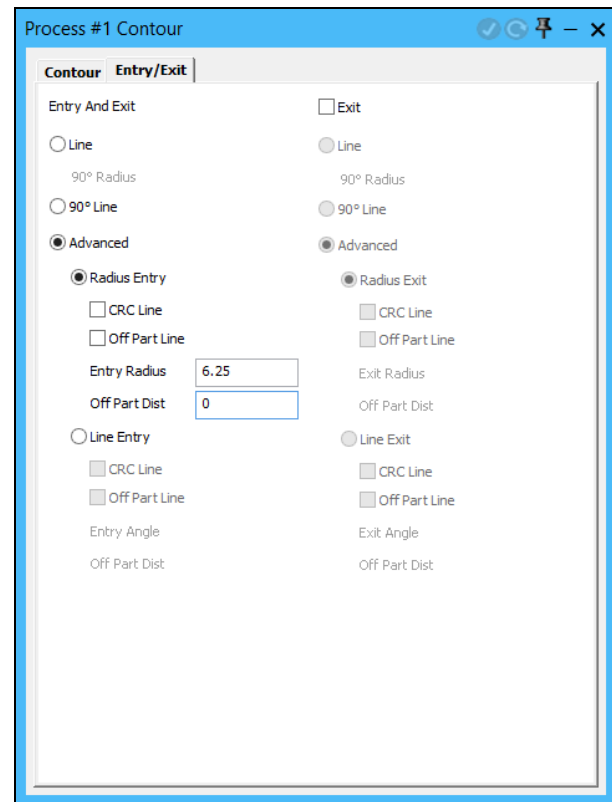 Process #1 Contour
Contour Entry/Exit
Entry And Exit
Exit
Line
Line
90° Radius
90° Radius
90° Line
90° Line
Advanced
Advanced
Radius Entry
Radius Exit
CRC Line
CRC Line
Off Part Line
Off Part Line
Entry Radius 6.25
Exit Radius
Off Part Dist 0
Off Part Dist
Line Entry
Line Exit
CRC Line
CRC Line
Off Part Line
Off Part Line
Entry Angle
Exit Angle
Off Part Dist
Off Part Dist